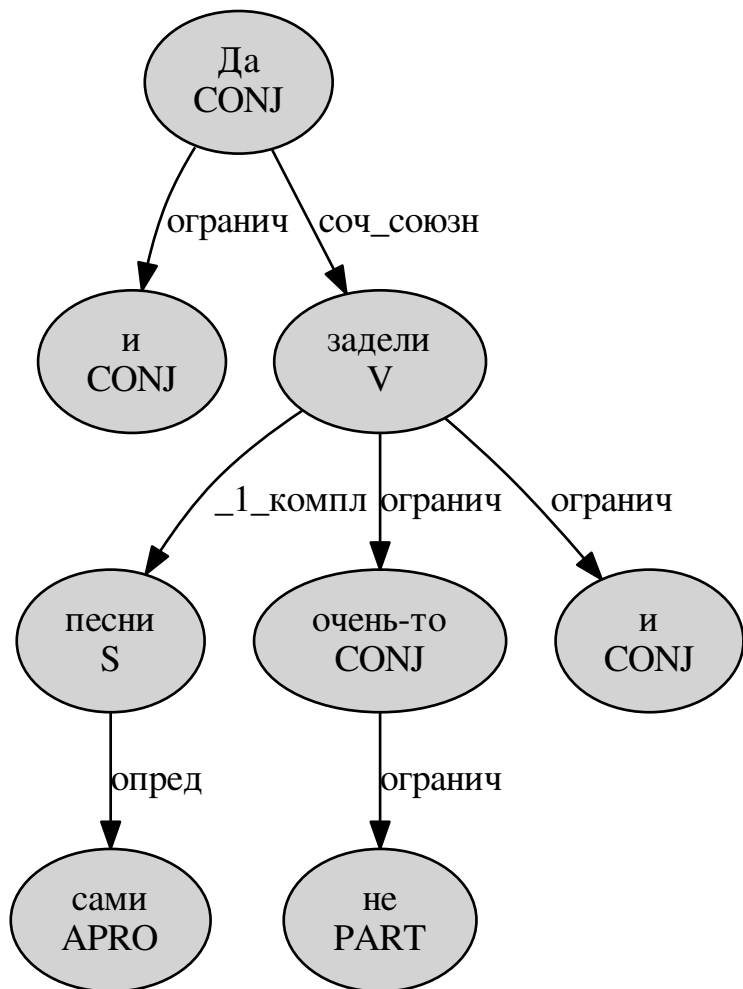 Да
CONJ
огранич
соч_союзн
и
CONJ
задели
V
_1_компл
огранич
огранич
песни
S
очень-то
CONJ
и
CONJ
опред
огранич
сами
APRO
не
PART